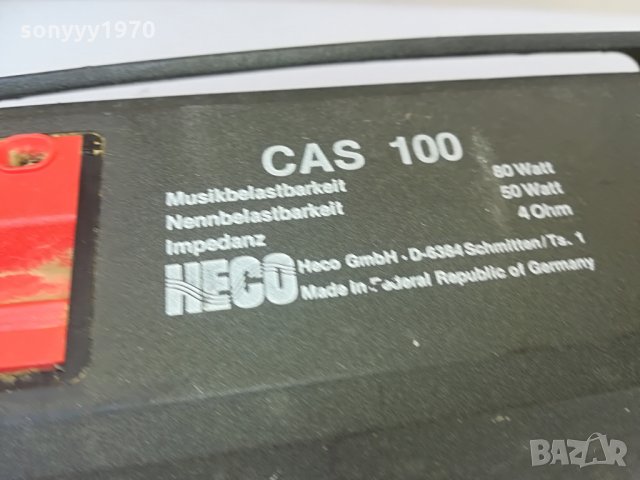 sonyyy1970
CAS 100
Musikbelastbarkeit 80 Watt
Nennbelastbarkeit 50 Watt
Impedanz 4 Ohm
HECO
Heco GmbH · D-6384 Schmitten/Ts. 1
Made in Federal Republic of Germany
BAZAR